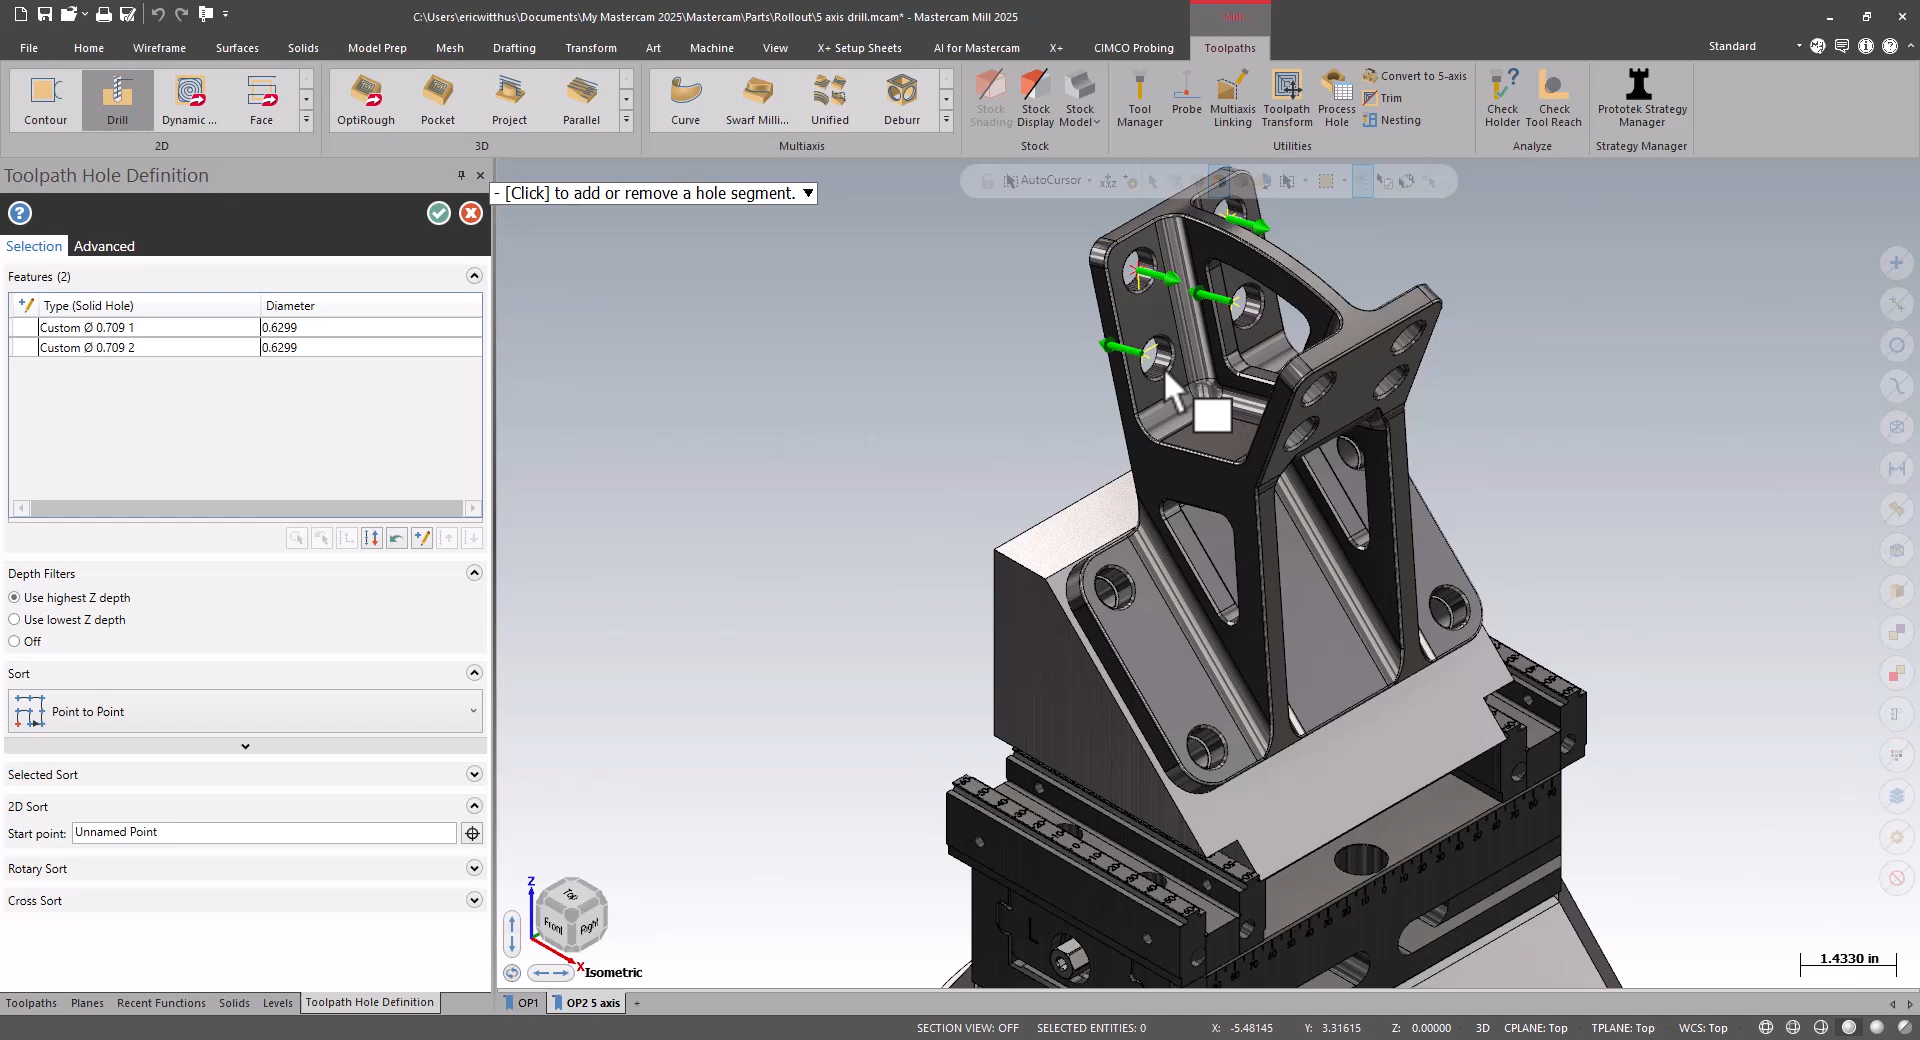 C:\Users\ericwitthus\Documents\My Mastercam 2025\Mastercam\Parts\Rollout\5 axis drill.mcam* - Mastercam Mill 2025
Mill
File Home Wireframe Surfaces Solids Model Prep Mesh Drafting Transform Art Machine View X+ Setup Sheets AI for Mastercam X+ CIMCO Probing Toolpaths Standard
Contour Drill Dynamic ... Face
2D
OptiRough Pocket Project Parallel
3D
Curve Swarf Milli... Unified Deburr
Multiaxis
Stock Shading Stock Display Stock Model
Stock
Tool Manager Probe Multiaxis Linking Toolpath Transform Process Hole
Convert to 5-axis
Trim
Nesting
Utilities
Check Holder Check Tool Reach
Analyze
Prototek Strategy Manager
Strategy Manager
Toolpath Hole Definition
- [Click] to add or remove a hole segment.
AutoCursor
Selection Advanced
Features (2)
Type (Solid Hole) Diameter
Custom Ø 0.709 1 0.6299
Custom Ø 0.709 2 0.6299
Depth Filters
Use highest Z depth
Use lowest Z depth
Off
Sort
Point to Point
Selected Sort
2D Sort
Start point: Unnamed Point
Rotary Sort
Cross Sort
Z
Top
Front Right
X
Isometric
1.4330 in
Toolpaths Planes Recent Functions Solids Levels Toolpath Hole Definition
OP1 OP2 5 axis +
SECTION VIEW: OFF SELECTED ENTITIES: 0 X: -5.48145 Y: 3.31615 Z: 0.00000 3D CPLANE: Top TPLANE: Top WCS: Top